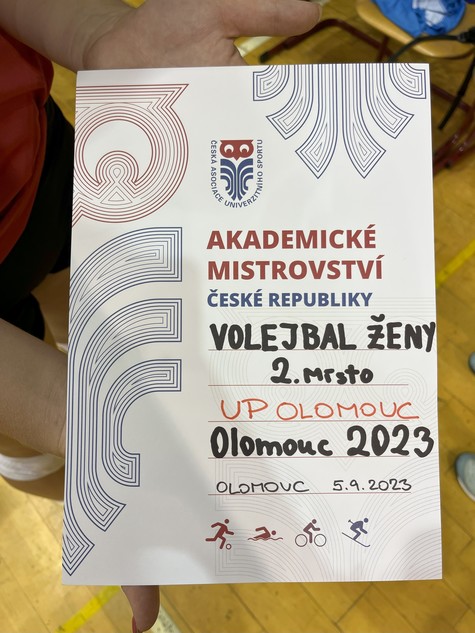 ČESKÁ ASOCIACE UNIVERZITNÍHO SPORTU
AKADEMICKÉ
MISTROVSTVÍ
ČESKÉ REPUBLIKY
VOLEJBAL ŽENY
2. Mrsto
UP OLOMOUC
Olomouc 2023
OLOMOUC 5.9.2023